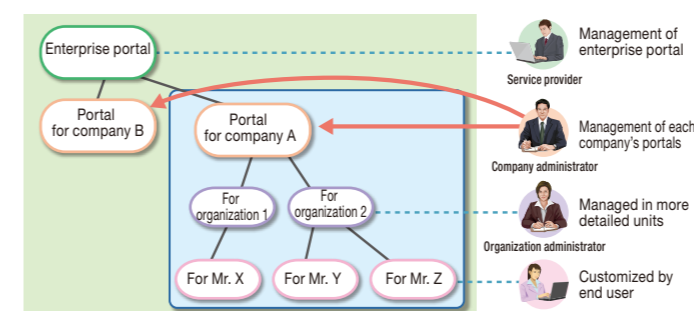 Enterprise portal
Management of
enterprise portal
Service provider
Portal
for company B
Portal
for company A
Management of each
company's portals
Company administrator
For
organization 1
For
organization 2
Managed in more
detailed units
Organization administrator
For Mr. X
For Mr. Y
For Mr. Z
Customized by
end user